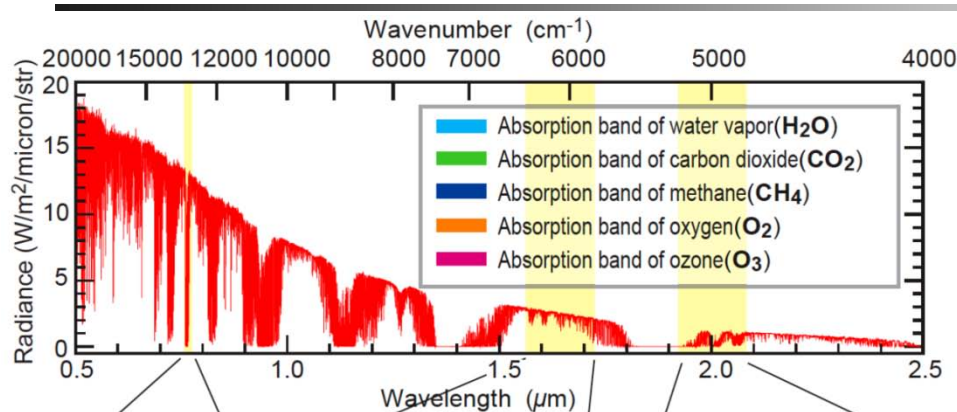 Wavenumber (cm-1)
20000 15000 12000 10000 8000 7000 6000 5000 4000
Radiance (W/m2/micron/str)
20
15
10
5
0
Absorption band of water vapor(H2O)
Absorption band of carbon dioxide(CO2)
Absorption band of methane(CH4)
Absorption band of oxygen(O2)
Absorption band of ozone(O3)
0.5 1.0 1.5 2.0 2.5
Wavelength (μm)